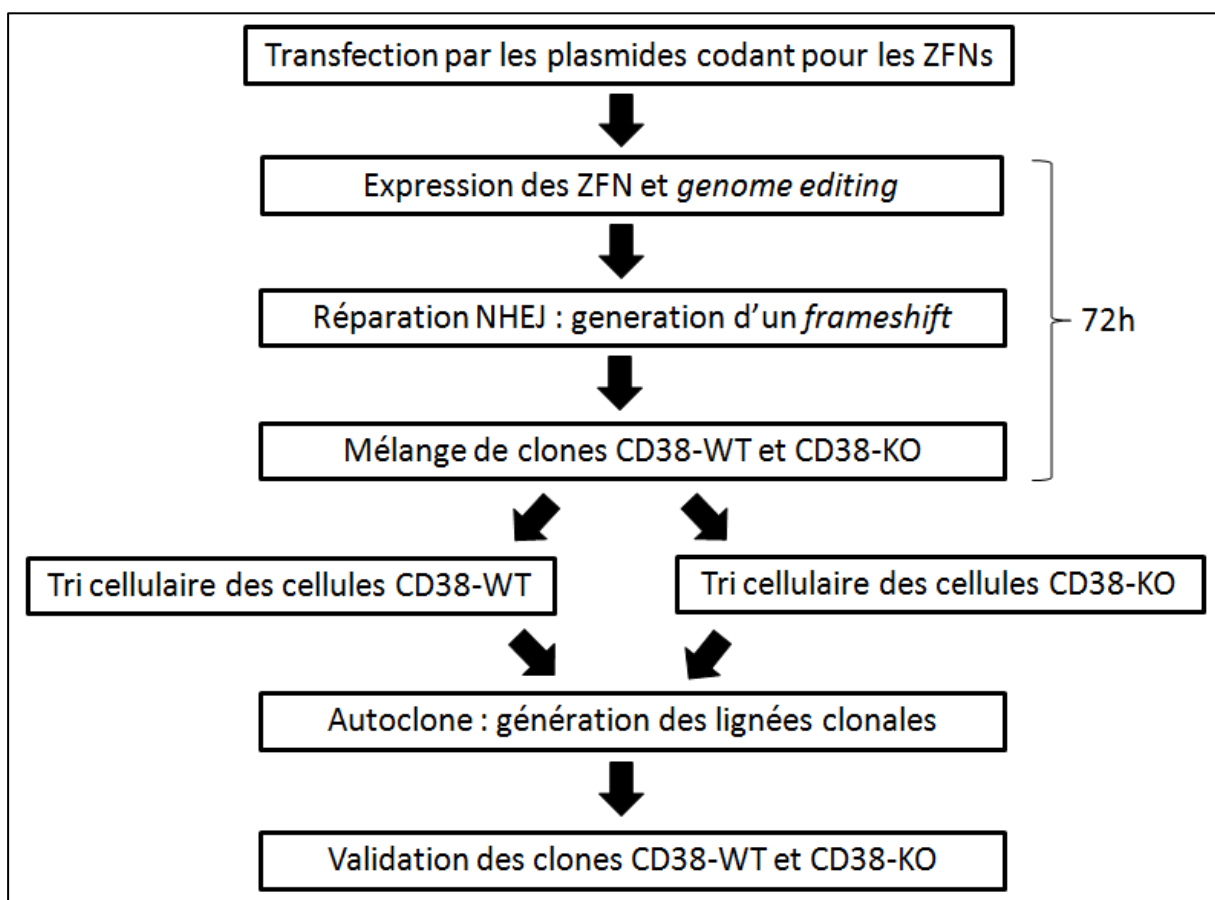 Transfection par les plasmides codant pour les ZFNs
Expression des ZFN et genome editing
Réparation NHEJ : generation d'un frameshift
72h
Mélange de clones CD38-WT et CD38-KO
Tri cellulaire des cellules CD38-WT
Tri cellulaire des cellules CD38-KO
Autoclone : génération des lignées clonales
Validation des clones CD38-WT et CD38-KO